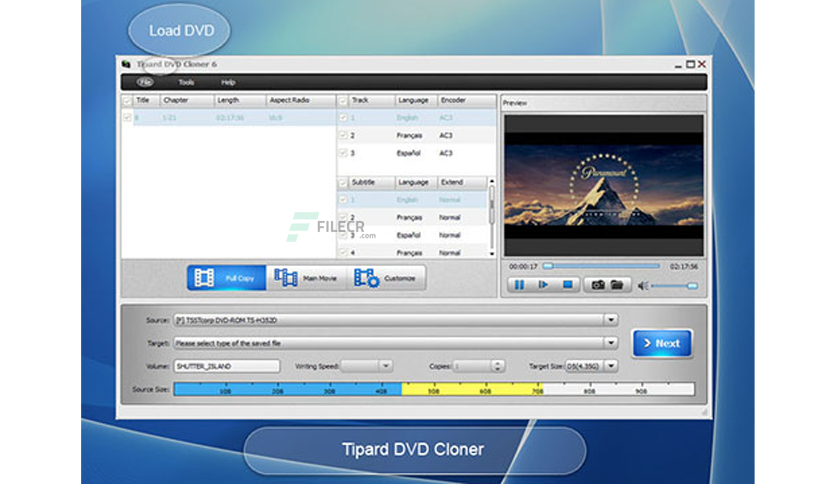 Load DVD
Tipard DVD Cloner 6
File Tools Help
Title Chapter Length Aspect Radio
8 1-21 02:17:56 16:9
Track Language Encoder
1 English AC3
2 Français AC3
3 Español AC3
Subtitle Language Extend
1 English Normal
2 Français Normal
3 Español Normal
4 Français Normal
Preview
Paramount
00:00:17 02:17:56
FILECR
.com
Full Copy Main Movie Customize
Source: [F] TSSTcorp DVD-ROM TS-H352D
Target: Please select type of the saved file
Volume: SHUTTER_ISLAND Writing Speed: Copies: 1 Target Size: D5(4.35G)
Next
Source Size: 1GB 2GB 3GB 4GB 5GB 6GB 7GB 8GB 9GB
Tipard DVD Cloner